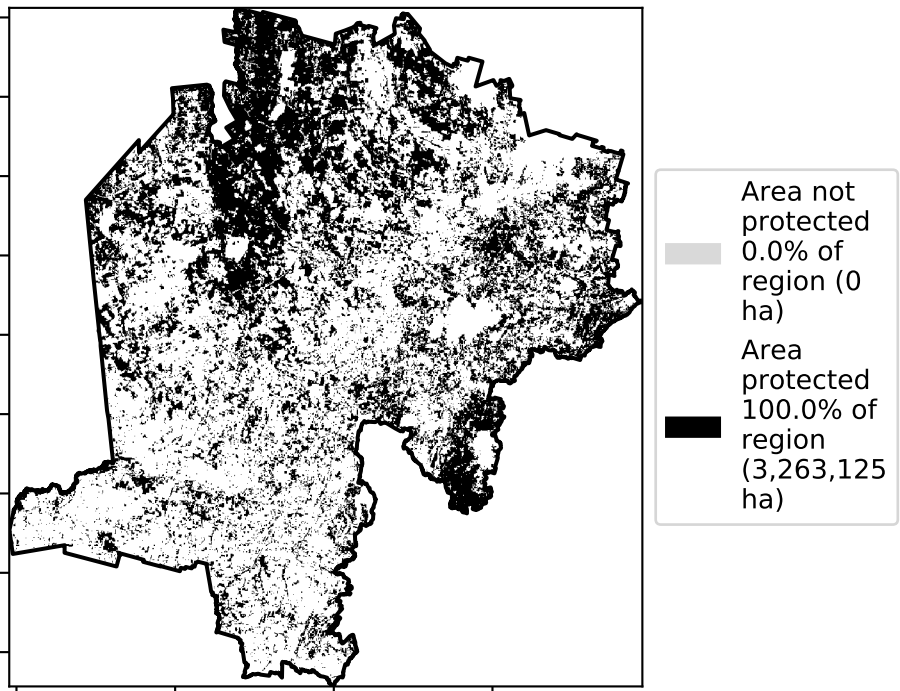 Area not
protected
0.0% of
region (0
ha)
Area
protected
100.0% of
region
(3,263,125
ha)